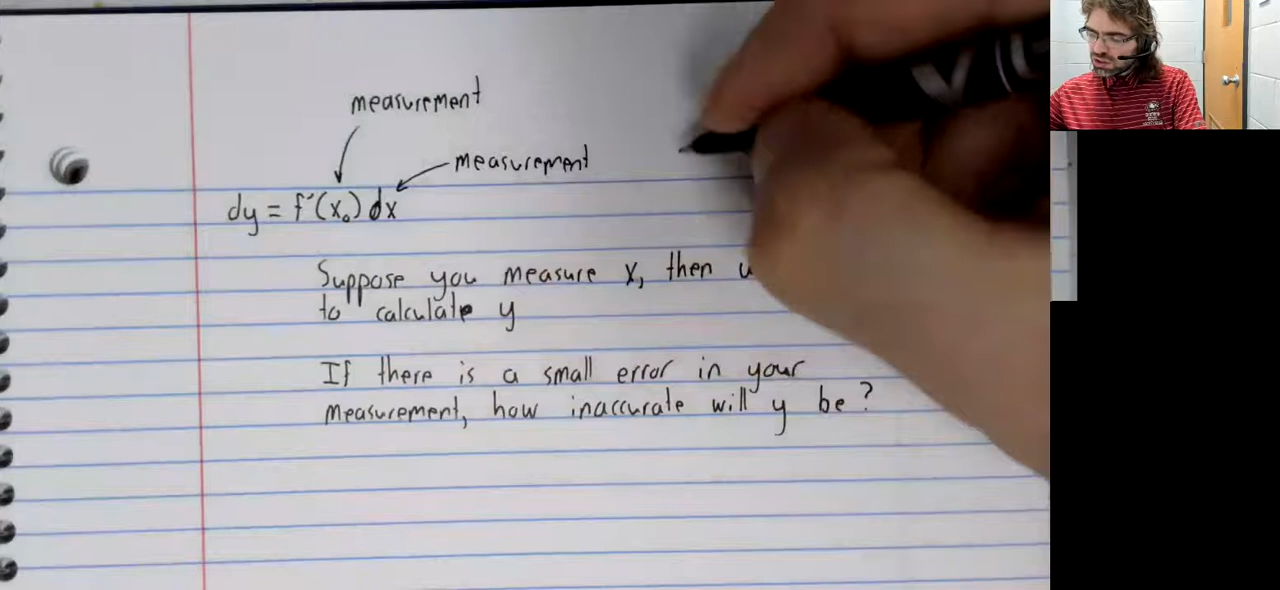 measurement
measurement
dy = f'(x₀) dx
Suppose you measure x, then
to calculate y
If there is a small error in your
measurement, how inaccurate will y be?